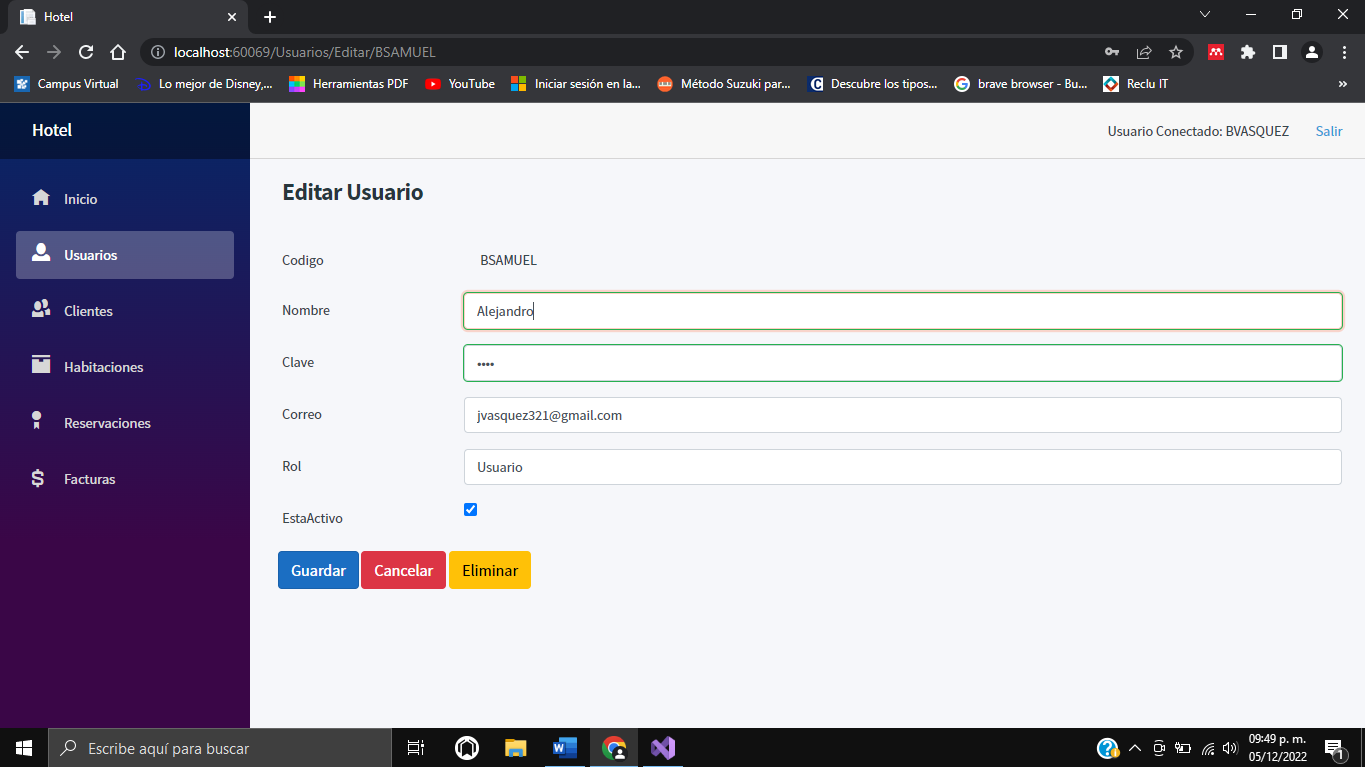 Hotel
localhost:60069/Usuarios/Editar/BSAMUEL
Campus Virtual
Lo mejor de Disney,...
Herramientas PDF
YouTube
Iniciar sesión en la...
Método Suzuki par...
Descubre los tipos...
brave browser - Bu...
Reclu IT
»
Hotel
Usuario Conectado: BVASQUEZ
Salir
Inicio
Usuarios
Clientes
Habitaciones
Reservaciones
Facturas
Editar Usuario
Codigo BSAMUEL
Nombre Alejandro
Clave ••••
Correo jvasquez321@gmail.com
Rol Usuario
EstaActivo
Guardar Cancelar Eliminar
Escribe aquí para buscar
09:49 p. m.
05/12/2022
1